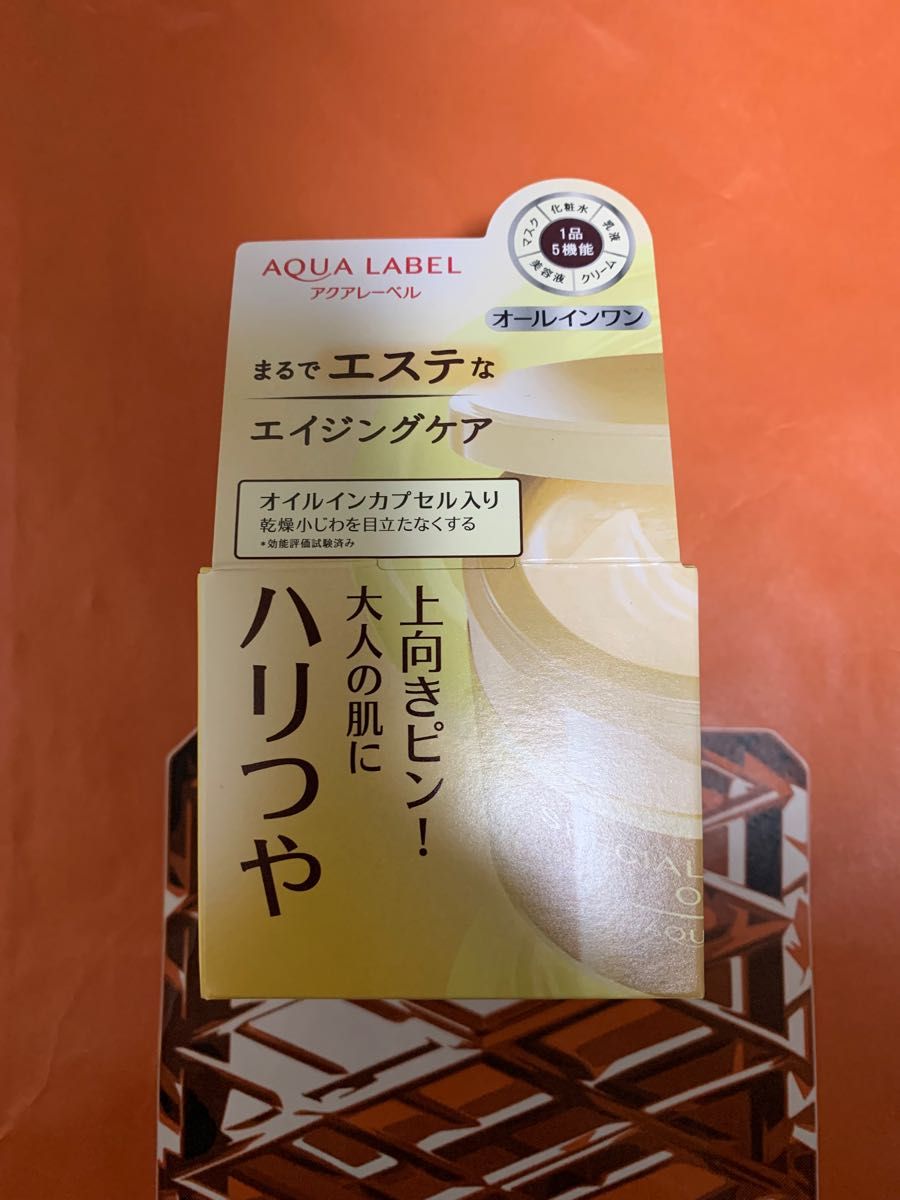 AQUA LABEL
アクアレーベル
化粧水
乳液
クリーム
美容液
マスク
1品
5機能
オールインワン
まるで エステな
エイジングケア
オイルインカプセル入り
乾燥小じわを目立たなくする
*効能評価試験済み
上向きピン!
大人の肌に
ハリつや
CIAL
O
AQU